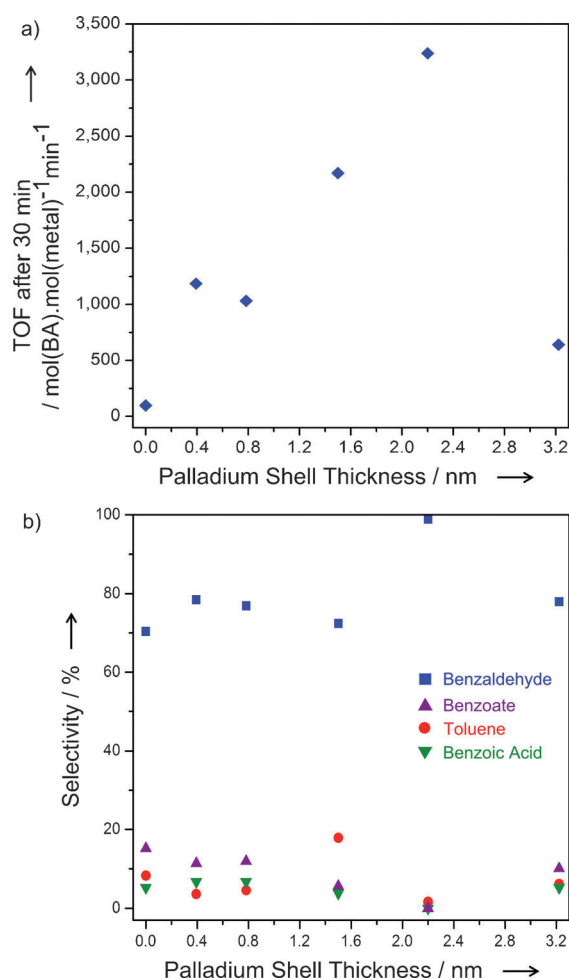 a)
3,500
3,000
2,500
2,000
1,500
1,000
500
0
TOF after 30 min
/ mol(BA).mol(metal)-1min-1
0.0 0.4 0.8 1.2 1.6 2.0 2.4 2.8 3.2
Palladium Shell Thickness / nm
b)
100
80
60
40
20
0
Selectivity / %
Benzaldehyde
Benzoate
Toluene
Benzoic Acid
0.0 0.4 0.8 1.2 1.6 2.0 2.4 2.8 3.2
Palladium Shell Thickness / nm